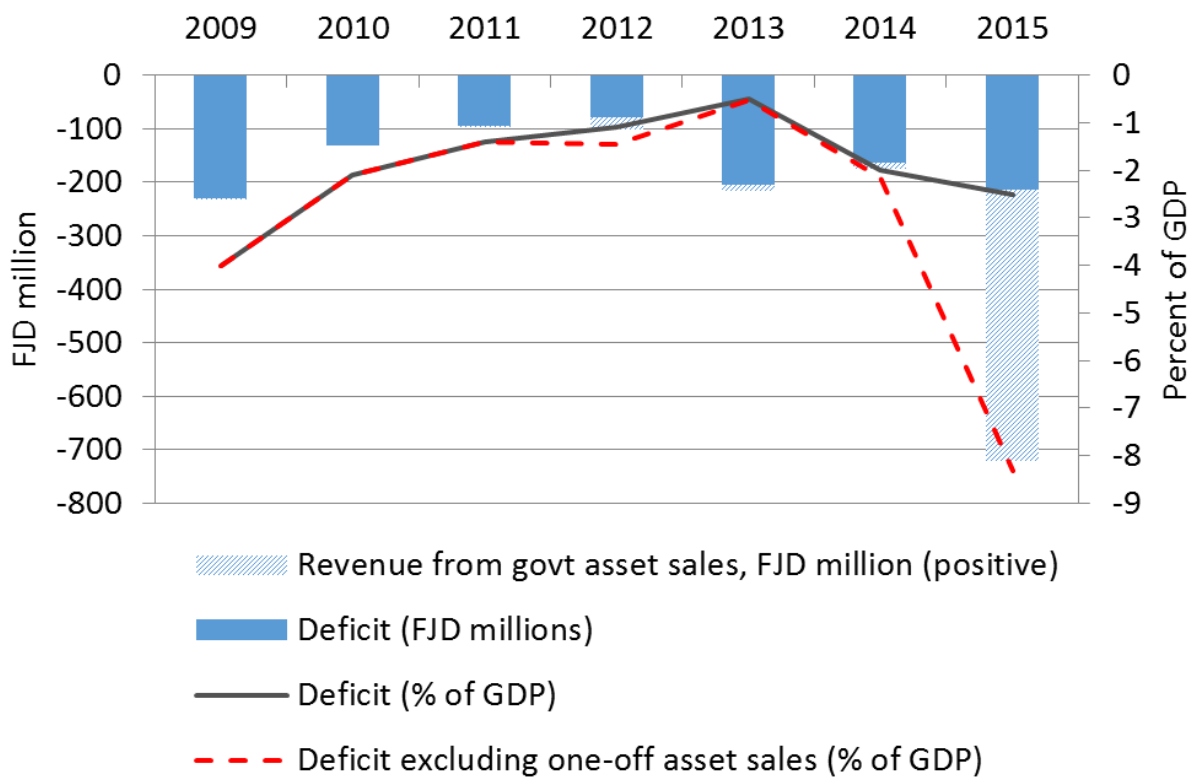 2009 2010 2011 2012 2013 2014 2015
0 0
-100 -1
-200 -2
-300 -3
-400 -4
-500 -5
-600 -6
-700 -7
-800 -8
-9
FJD million
Percent of GDP
Revenue from govt asset sales, FJD million (positive)
Deficit (FJD millions)
Deficit (% of GDP)
Deficit excluding one-off asset sales (% of GDP)